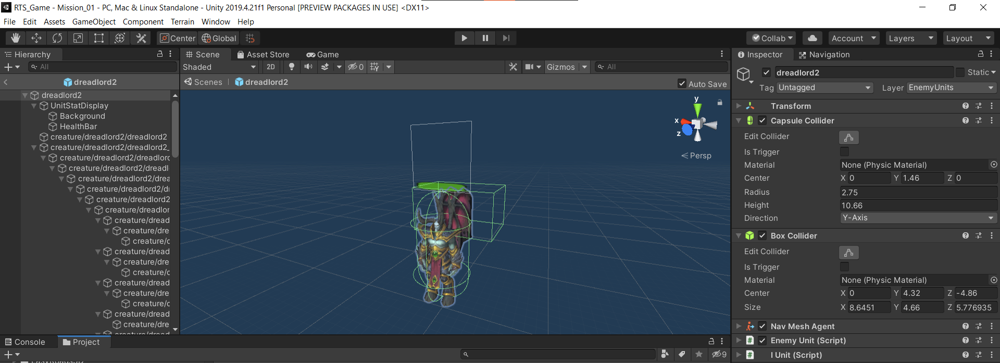 RTS_Game - Mission_01 - PC, Mac & Linux Standalone - Unity 2019.4.21f1 Personal [PREVIEW PACKAGES IN USE] <DX11>
File Edit Assets GameObject Component Terrain Window Help
Center Global Collab Account Layers Layout
Hierarchy
All
dreadlord2
dreadlord2
UnitStatDisplay
Background
HealthBar
creature/dreadlord2/dreadlord2
creature/dreadlord2/dreadlord2_
creature/dreadlord2/dreadlord
creature/dreadlord2/dreadl
creature/dreadlord2/drea
creature/dreadlord2/di
creature/dreadlord2
creature/dreadlor
creature/dread
creature/dre
creature/c
creature/dread
creature/dre
creature/c
creature/dread
creature/dre
creature/c
creature/dread
creature/dre
Scene Asset Store Game
Shaded 2D 0 Gizmos All
Scenes dreadlord2
Auto Save
y
x
z
Persp
Inspector Navigation
dreadlord2 Static
Tag Untagged Layer EnemyUnits
Transform
Capsule Collider
Edit Collider
Is Trigger
Material None (Physic Material)
Center X 0 Y 1.46 Z 0
Radius 2.75
Height 10.66
Direction Y-Axis
Box Collider
Edit Collider
Is Trigger
Material None (Physic Material)
Center X 0 Y 4.32 Z -4.86
Size X 8.6451 Y 4.66 Z 5.776935
Nav Mesh Agent
# Enemy Unit (Script)
# I Unit (Script)
Console Project
9